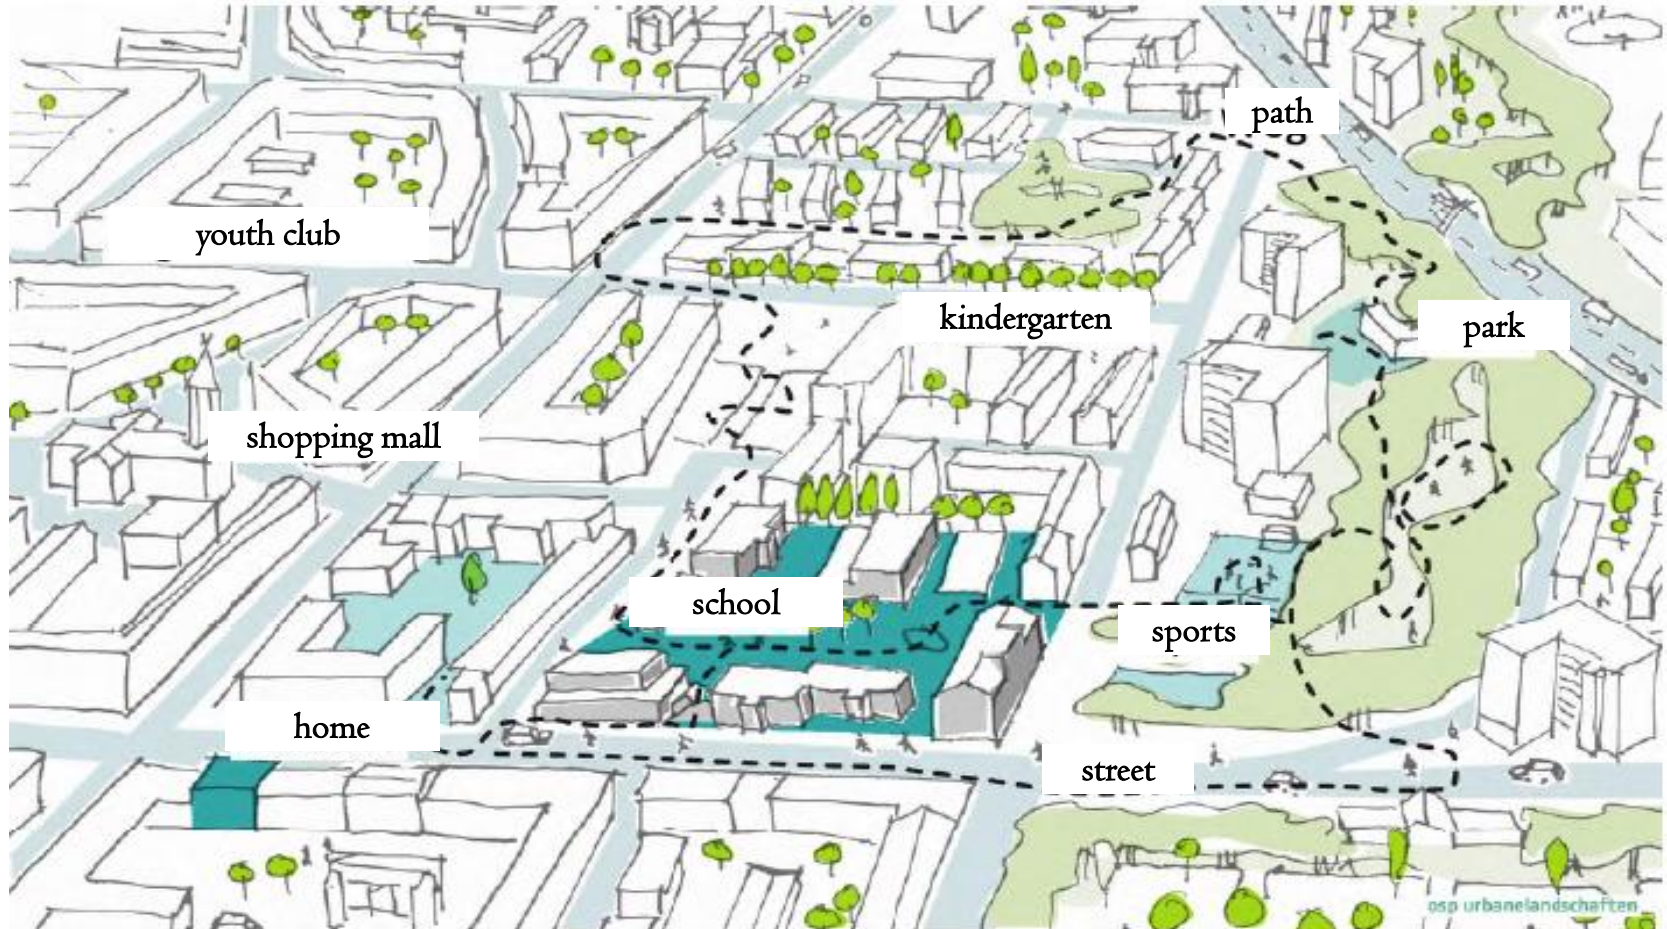 path
youth club
kindergarten
park
shopping mall
school
sports
home
street
osp urbanelandschaften